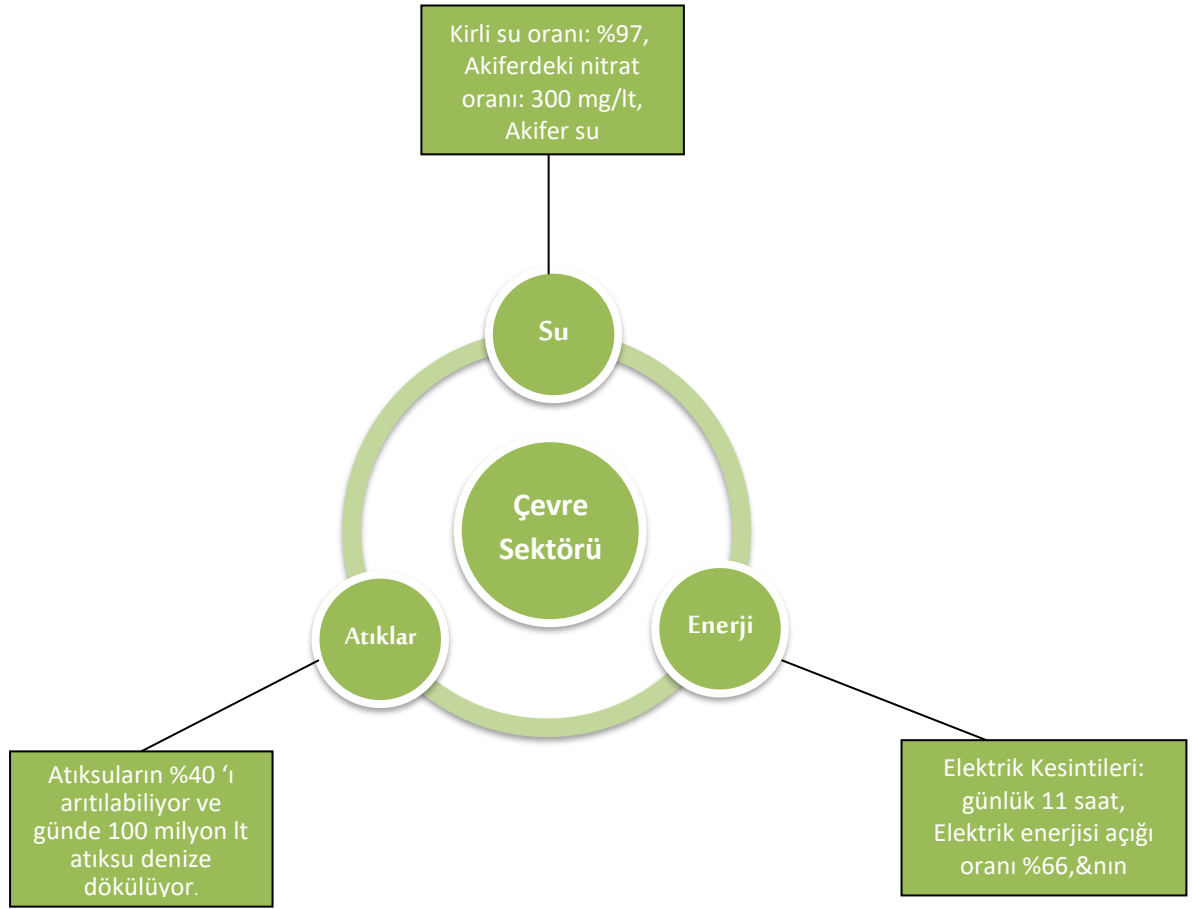 Kirli su oranı: %97,
Akiferdeki nitrat
oranı: 300 mg/lt,
Akifer su
Su
Çevre
Sektörü
Atıklar
Enerji
Atıksuların %40 ‘ı
arıtılabiliyor ve
günde 100 milyon lt
atıksu denize
dökülüyor.
Elektrik Kesintileri:
günlük 11 saat,
Elektrik enerjisi açığı
oranı %66,&nın